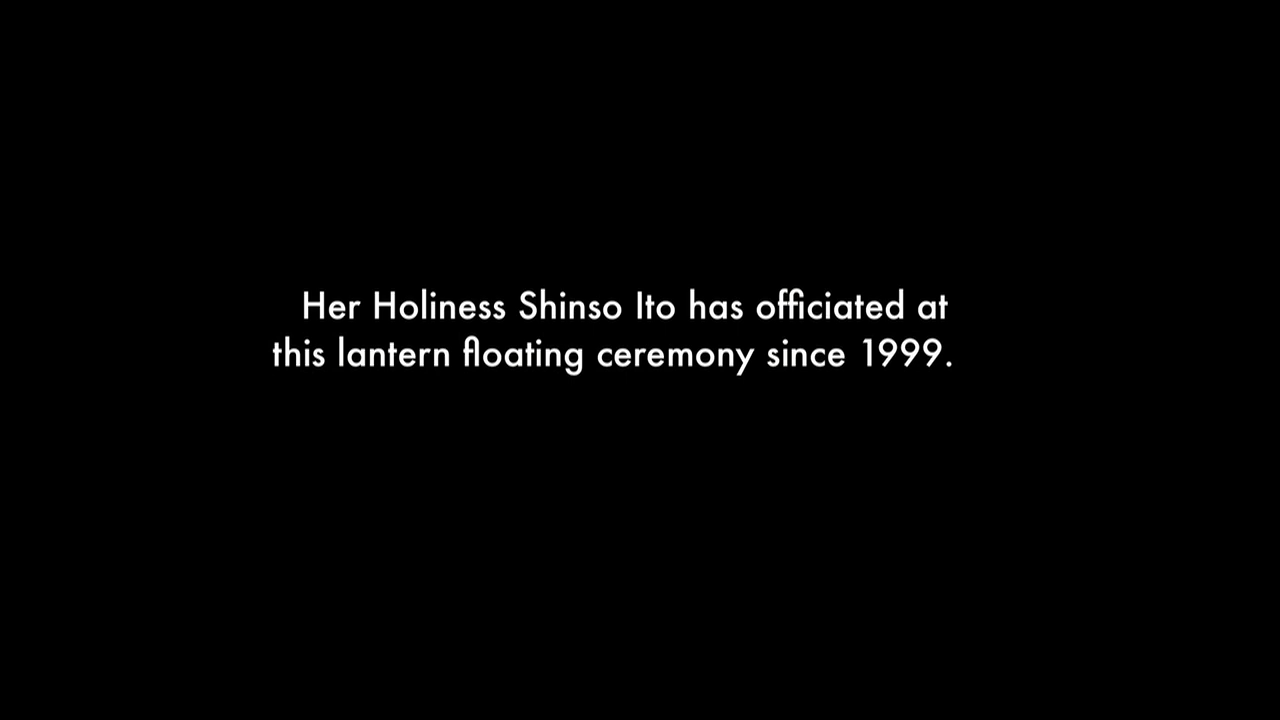 Her Holiness Shinso Ito has officiated at
this lantern floating ceremony since 1999.